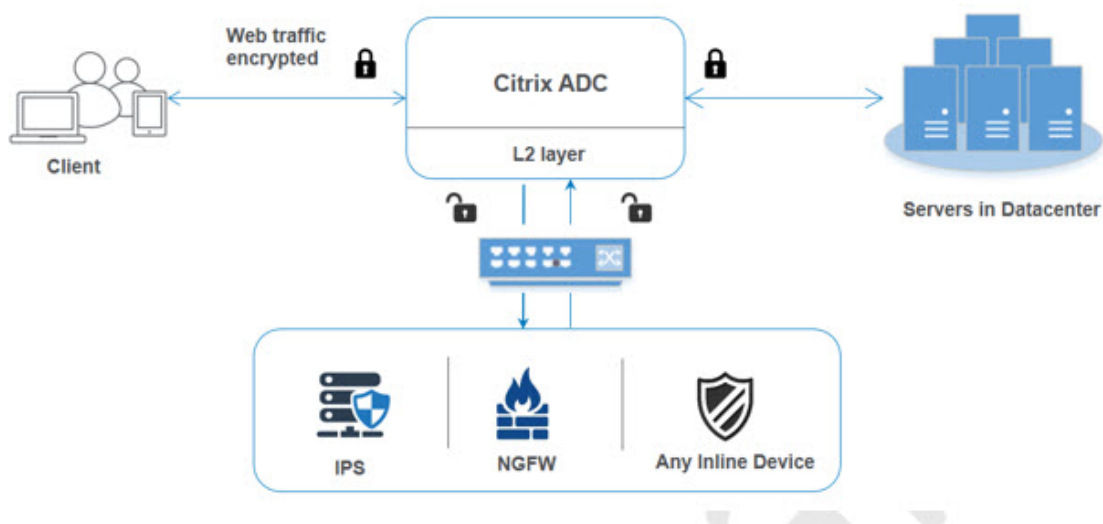 Web traffic
encrypted
Citrix ADC
L2 layer
Client
Servers in Datacenter
IPS
NGFW
Any Inline Device